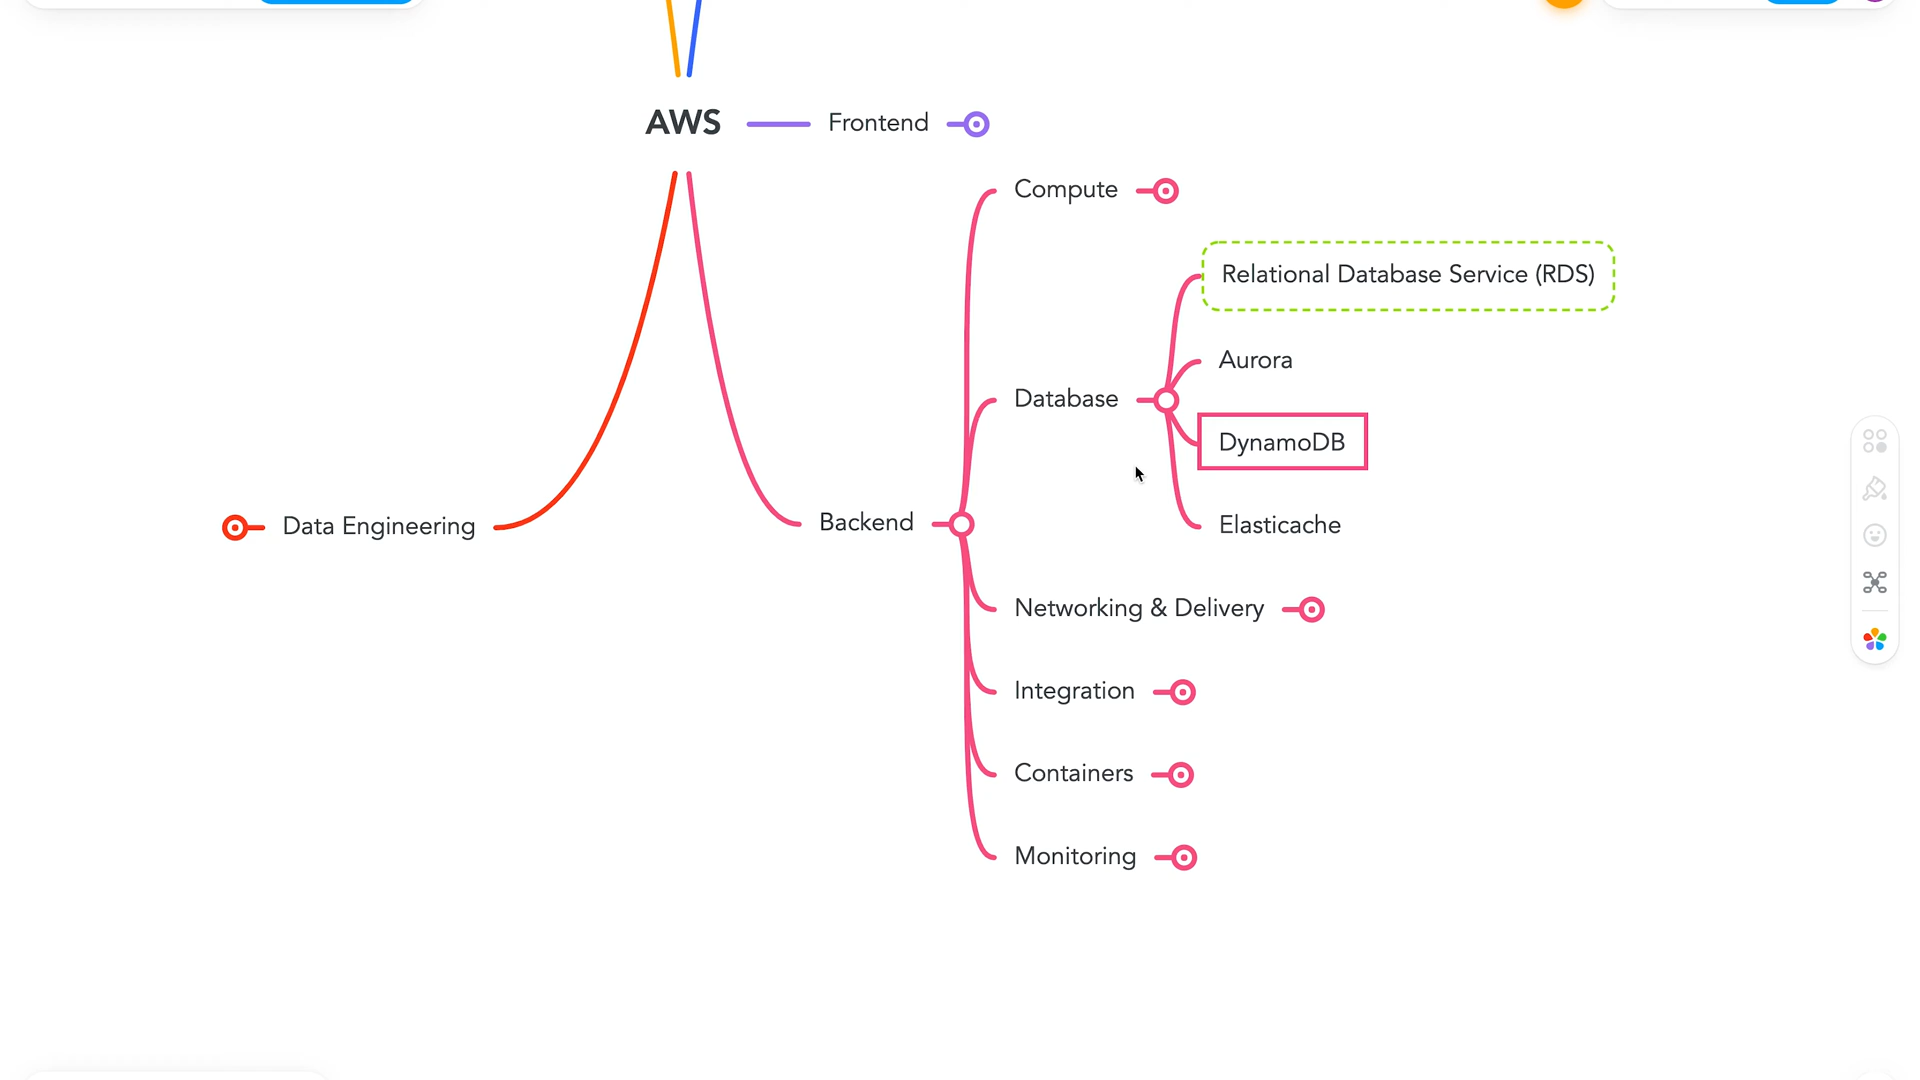 AWS
Frontend
Compute
Relational Database Service (RDS)
Aurora
Database
DynamoDB
Elasticache
Data Engineering
Backend
Networking & Delivery
Integration
Containers
Monitoring